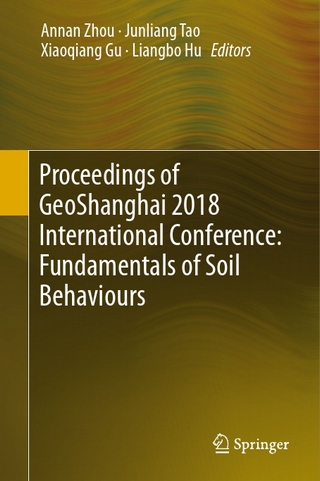 Annan Zhou · Junliang Tao
Xiaoqiang Gu · Liangbo Hu Editors
Proceedings of
GeoShanghai 2018
International Conference:
Fundamentals of Soil
Behaviours
Springer